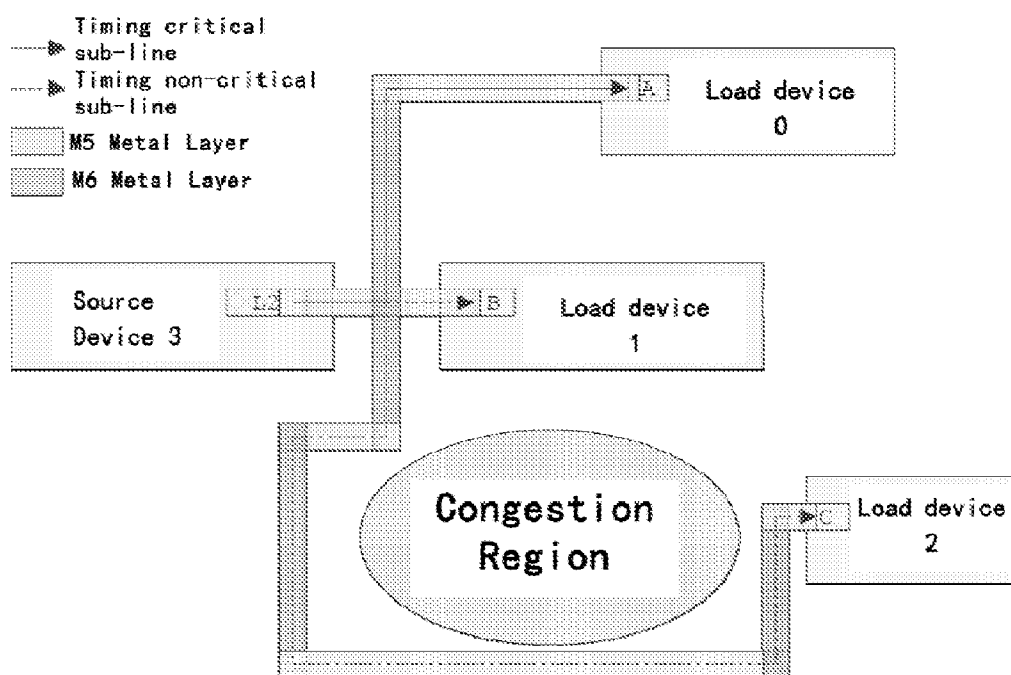 Timing critical
sub-line
Timing non-critical
sub-line
M5 Metal Layer
M6 Metal Layer
A
Load device
0
Source
Device 3
B
Load device
1
Congestion
Region
C
Load device
2